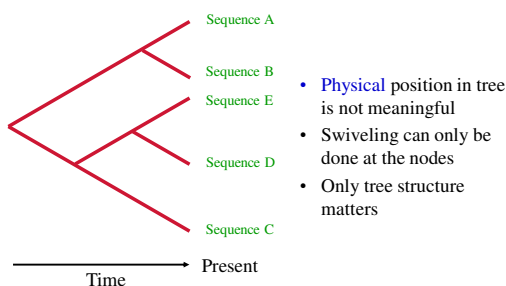 Sequence A
Sequence B
Sequence E
Sequence D
Sequence C
Time
Present
• Physical position in tree
is not meaningful
• Swiveling can only be
done at the nodes
• Only tree structure
matters